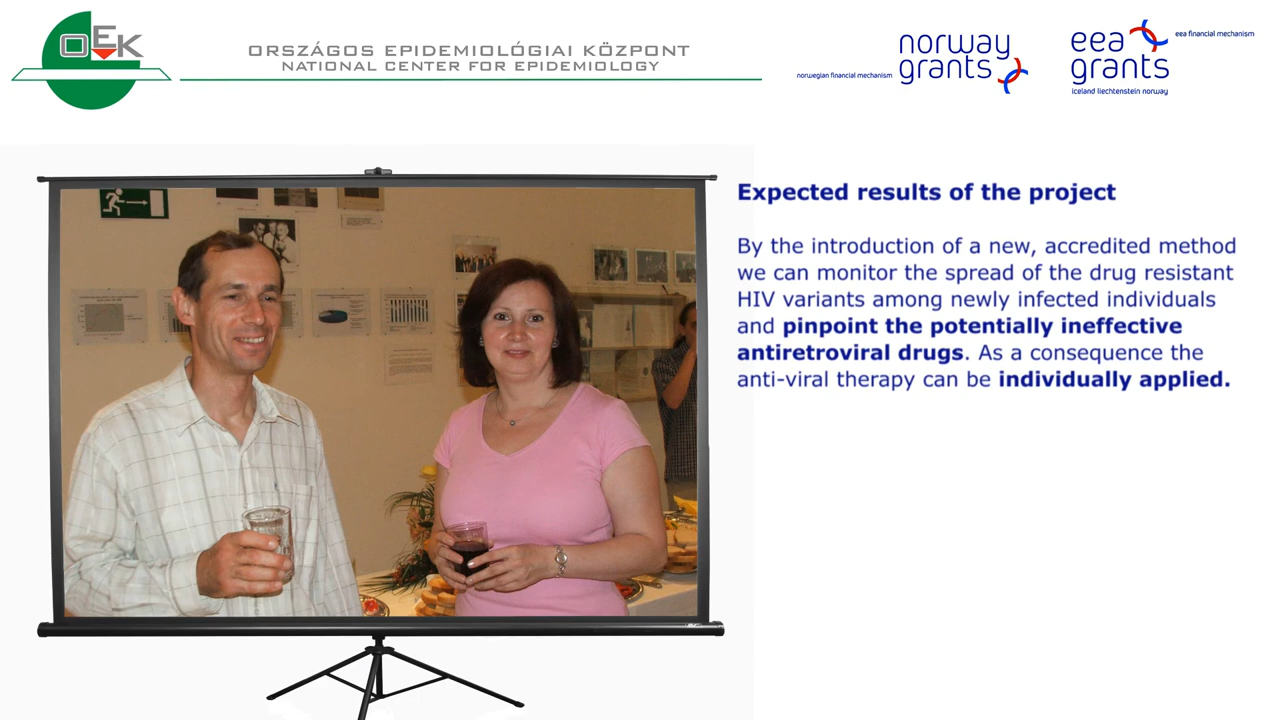 OEK
ORSZÁGOS EPIDEMIOLÓGIAI KÖZPONT
NATIONAL CENTER FOR EPIDEMIOLOGY
norwegian financial mechanism
norway
grants
eea
grants
eea financial mechanism
iceland liechtenstein norway
Expected results of the project
By the introduction of a new, accredited method
we can monitor the spread of the drug resistant
HIV variants among newly infected individuals
and pinpoint the potentially ineffective
antiretroviral drugs. As a consequence the
anti-viral therapy can be individually applied.